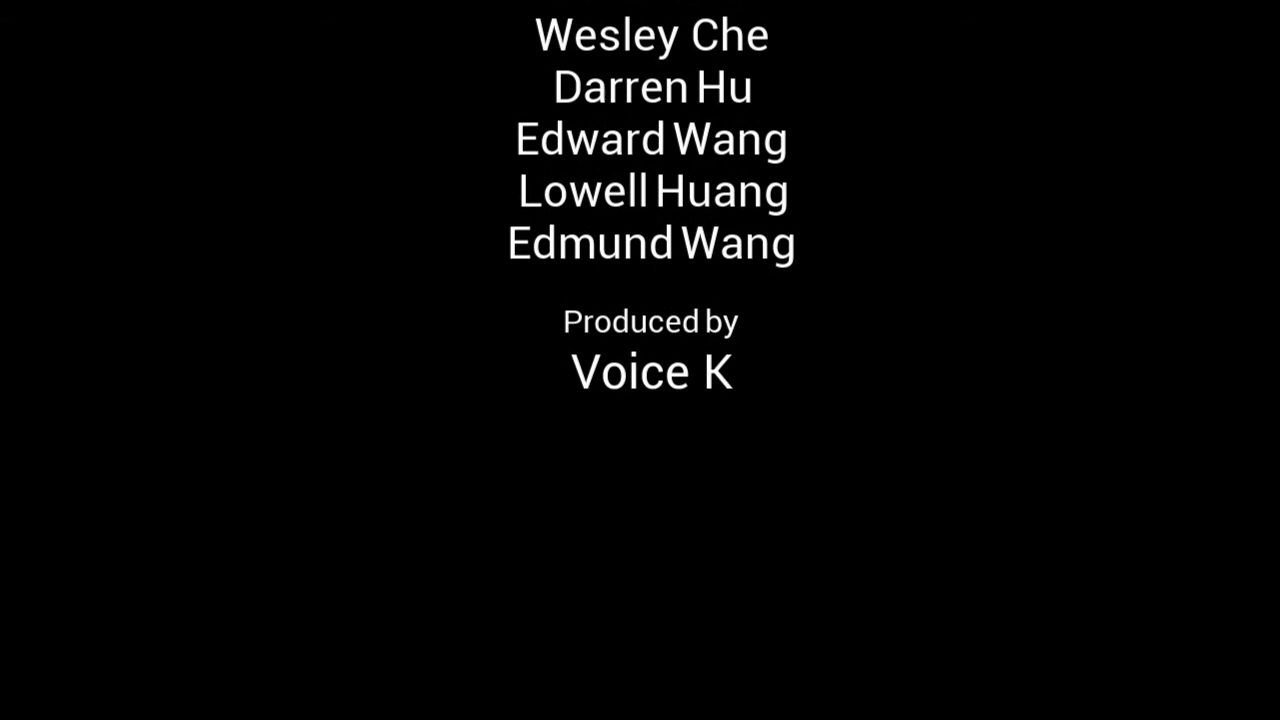 Wesley Che
Darren Hu
Edward Wang
Lowell Huang
Edmund Wang
Produced by
Voice K